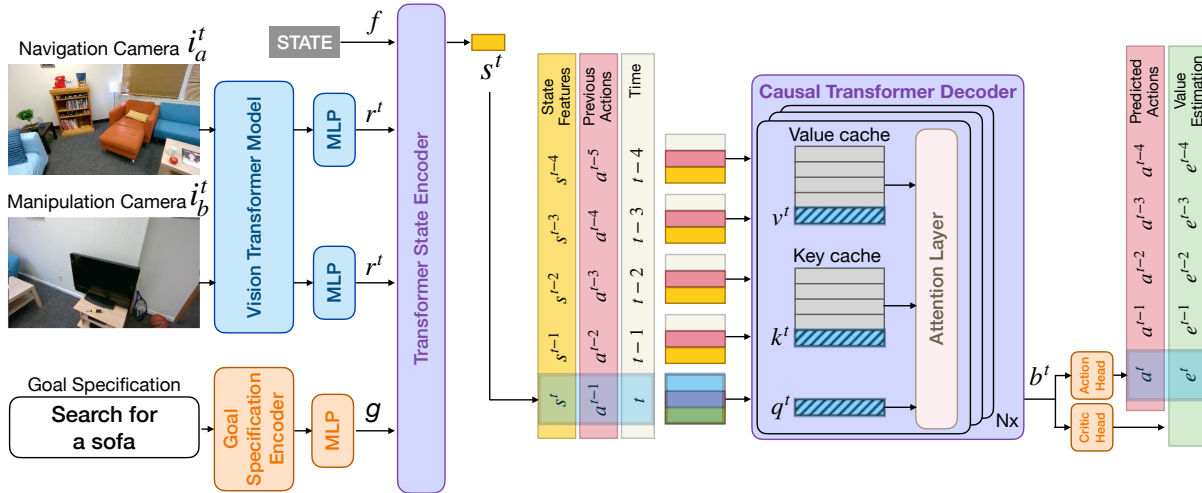 Navigation Camera i_a^t
Manipulation Camera i_b^t
Goal Specification
Search for
a sofa
Vision Transformer Model
Goal
Specification
Encoder
MLP
MLP
MLP
STATE
f
r^t
r^t
g
Transformer State Encoder
s^t
State
Features
Previous
Actions
Time
s^{t-4} a^{t-5} t − 4
s^{t-3} a^{t-4} t − 3
s^{t-2} a^{t-3} t − 2
s^{t-1} a^{t-2} t − 1
s^t a^{t-1} t
Causal Transformer Decoder
Value cache
v^t
Key cache
k^t
q^t
Attention Layer
Nx
b^t
Action
Head
Critic
Head
Predicted
Actions
Value
Estimation
a^{t-4} e^{t-4}
a^{t-3} e^{t-3}
a^{t-2} e^{t-2}
a^{t-1} e^{t-1}
a^t e^t